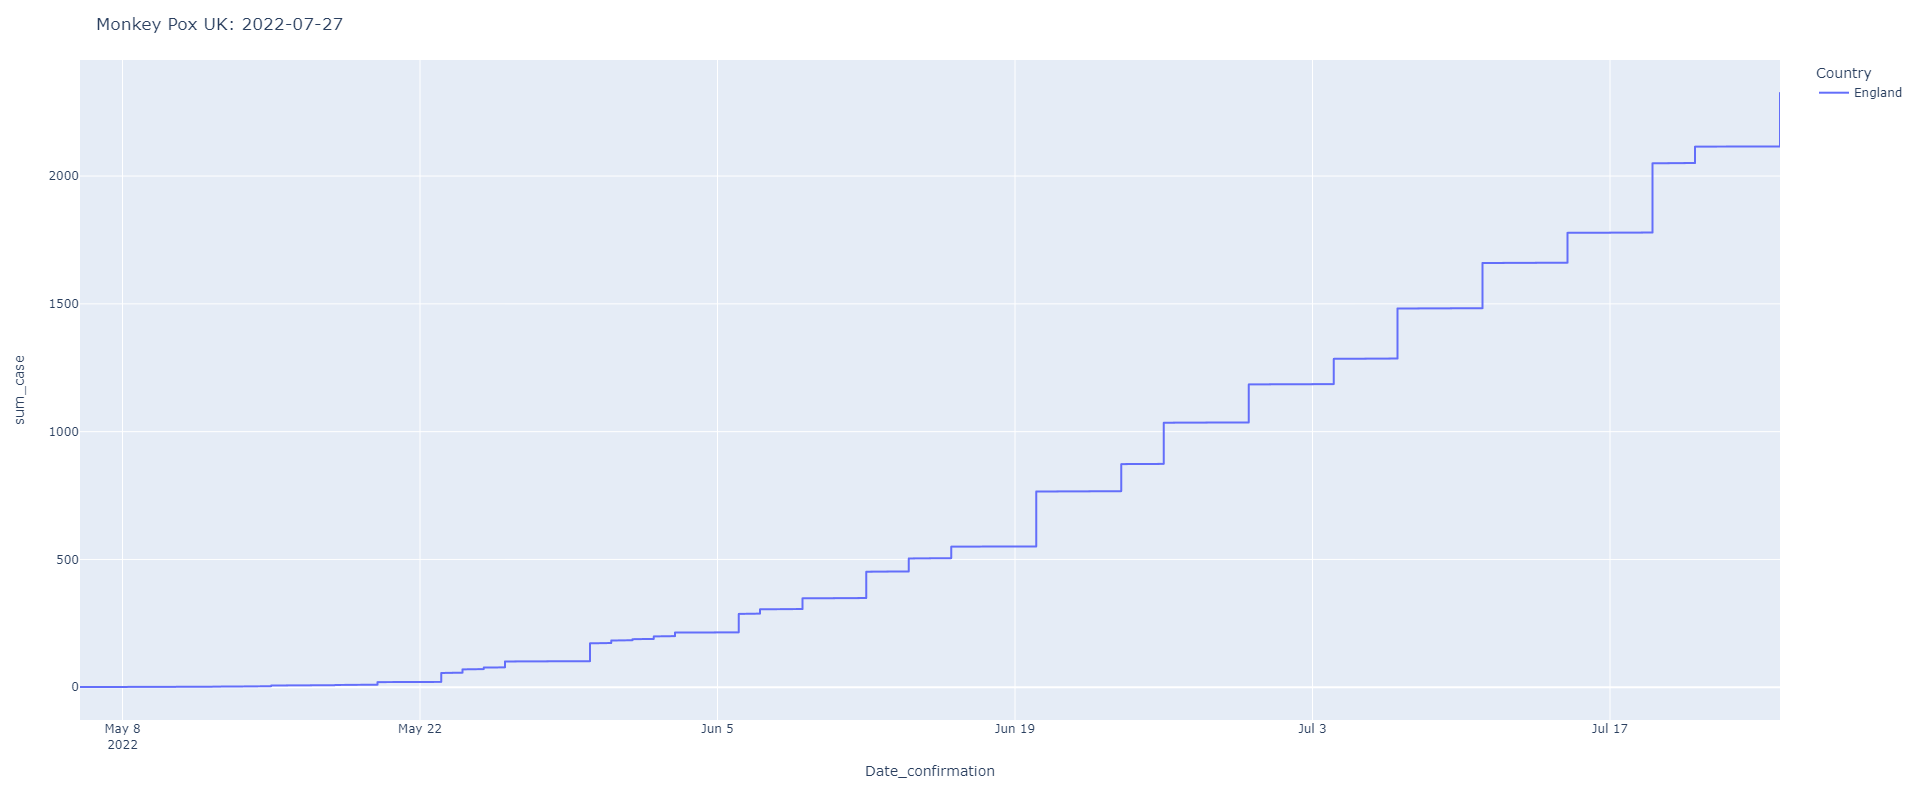 Monkey Pox UK: 2022-07-27
Country
England
2000
1500
1000
500
0
sum_case
May 8
2022
May 22
Jun 5
Jun 19
Jul 3
Jul 17
Date_confirmation